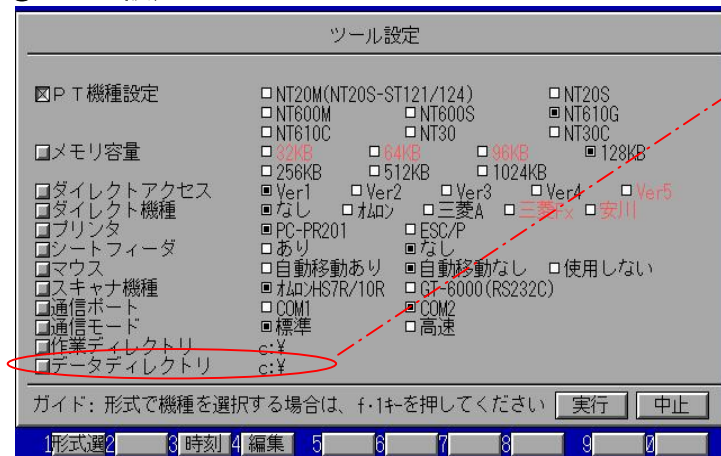 ツール設定
PT機種設定 NT20M(NT20S-ST121/124) NT20S
NT600M NT600S NT610G
NT610C NT30 NT30C
メモリ容量 32KB 64KB 96KB 128KB
256KB 512KB 1024KB
ダイレクトアクセス Ver1 Ver2 Ver3 Ver4 Ver5
ダイレクト機種 なし オムロン 三菱A 三菱Fx 安川
プリンタ PC-PR201 ESC/P
シートフィーダ あり なし
マウス 自動移動あり 自動移動なし 使用しない
スキャナ機種 オムロンHS7R/10R GT-6000(RS232C)
通信ポート COM1 COM2
通信モード 標準 高速
作業ディレクトリ c:¥
データディレクトリ c:¥
ガイド: 形式で機種を選択する場合は、f・1キーを押してください 実行 中止
1形式選2 3時刻 4編集 5 6 7 8 9 0